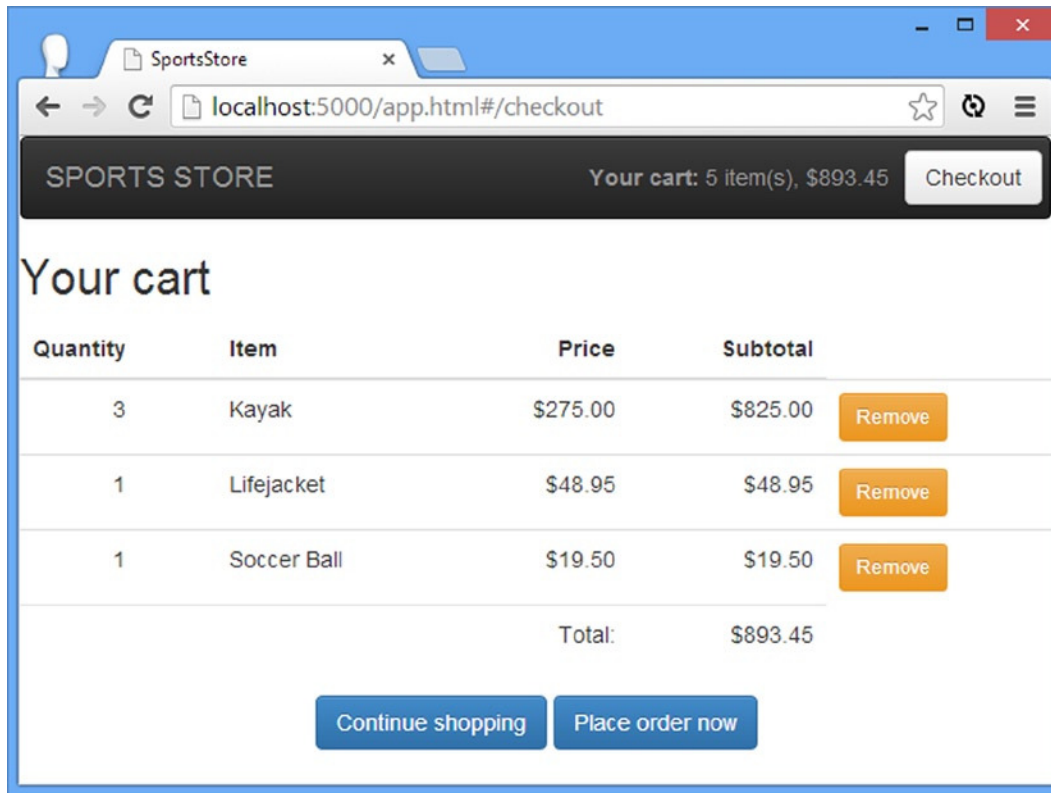 SportsStore
localhost:5000/app.html#/checkout
SPORTS STORE Your cart: 5 item(s), $893.45 Checkout
Your cart
Quantity Item Price Subtotal
3 Kayak $275.00 $825.00 Remove
1 Lifejacket $48.95 $48.95 Remove
1 Soccer Ball $19.50 $19.50 Remove
Total: $893.45
Continue shopping Place order now